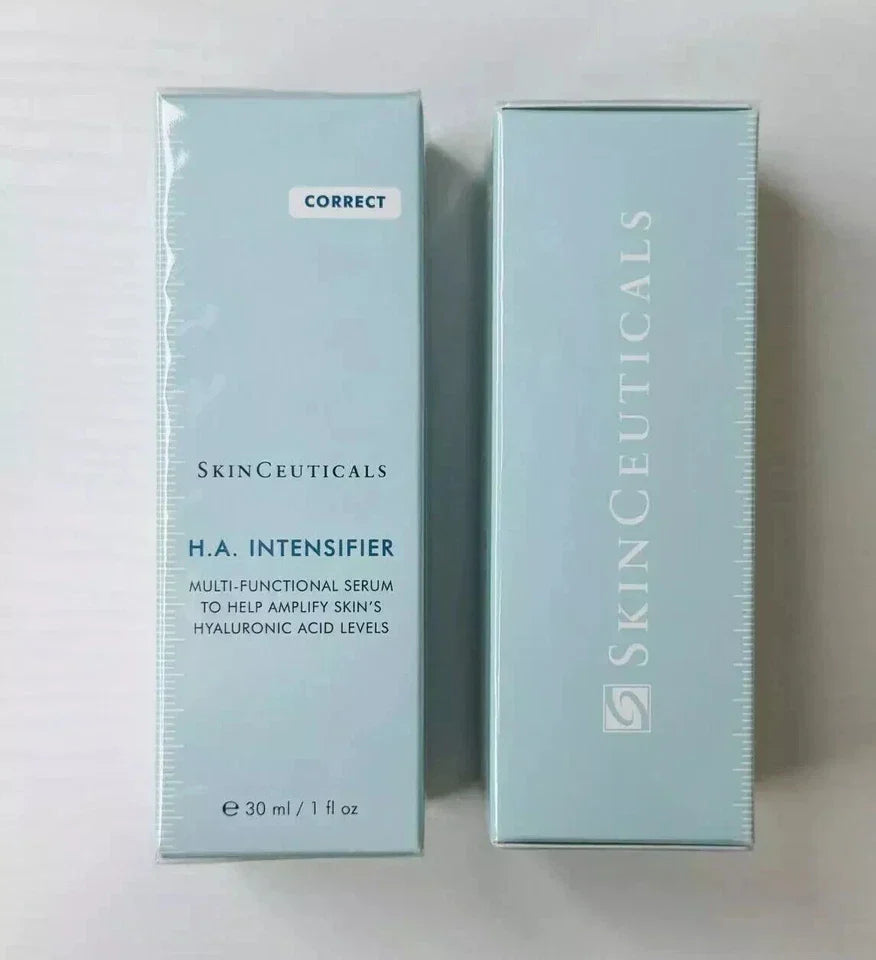 CORRECT
SKINCEUTICALS
H.A. INTENSIFIER
MULTI-FUNCTIONAL SERUM
TO HELP AMPLIFY SKIN'S
HYALURONIC ACID LEVELS
℮ 30 ml / 1 fl oz
SKINCEUTICALS